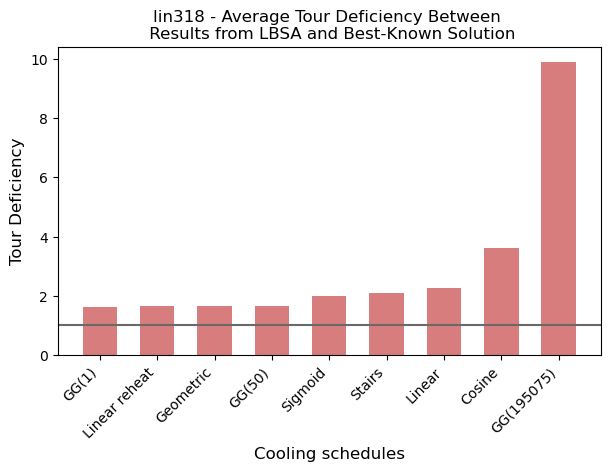 lin318 - Average Tour Deficiency Between
Results from LBSA and Best-Known Solution
Tour Deficiency
10
8
6
4
2
0
GG(1)
Linear reheat
Geometric
GG(50)
Sigmoid
Stairs
Linear
Cosine
GG(195075)
Cooling schedules